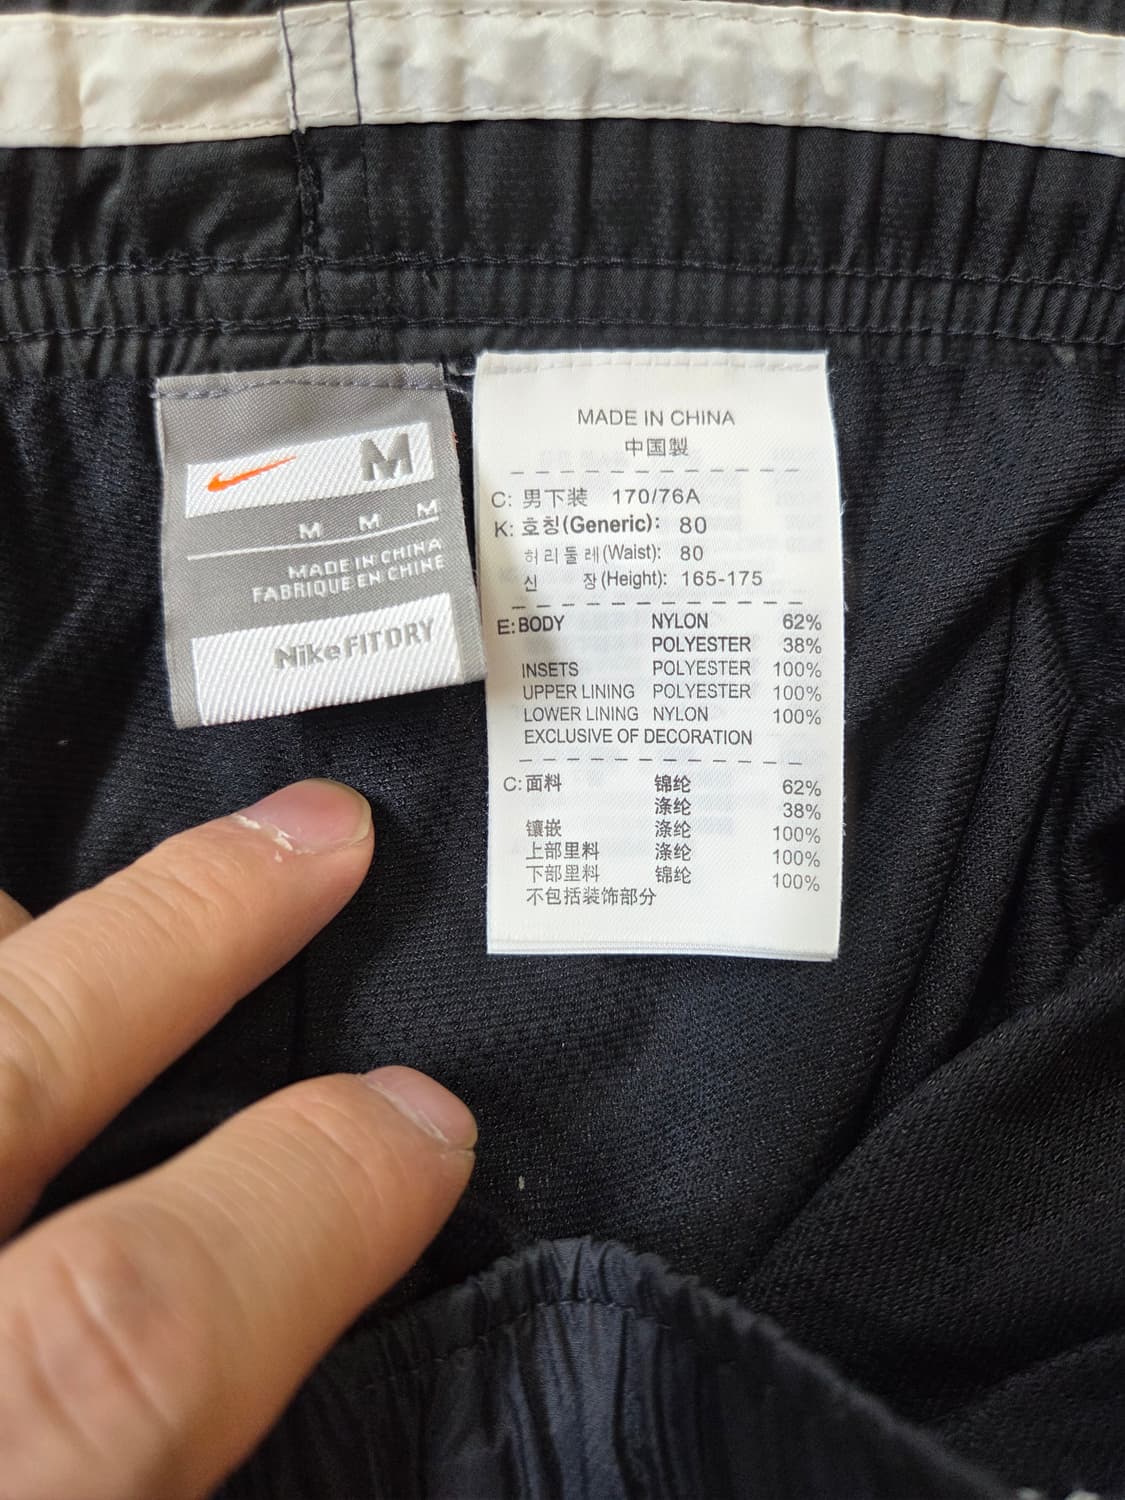 M
M M M
MADE IN CHINA
FABRIQUE EN CHINE
Nike FIT DRY
MADE IN CHINA
中国製
C: 男下装 170/76A
K: 호칭(Generic): 80
허리둘레(Waist): 80
신 장(Height): 165-175
E: BODY NYLON 62%
POLYESTER 38%
INSETS POLYESTER 100%
UPPER LINING POLYESTER 100%
LOWER LINING NYLON 100%
EXCLUSIVE OF DECORATION
C: 面料 锦纶 62%
涤纶 38%
镶嵌 涤纶 100%
上部里料 涤纶 100%
下部里料 锦纶 100%
不包括装饰部分